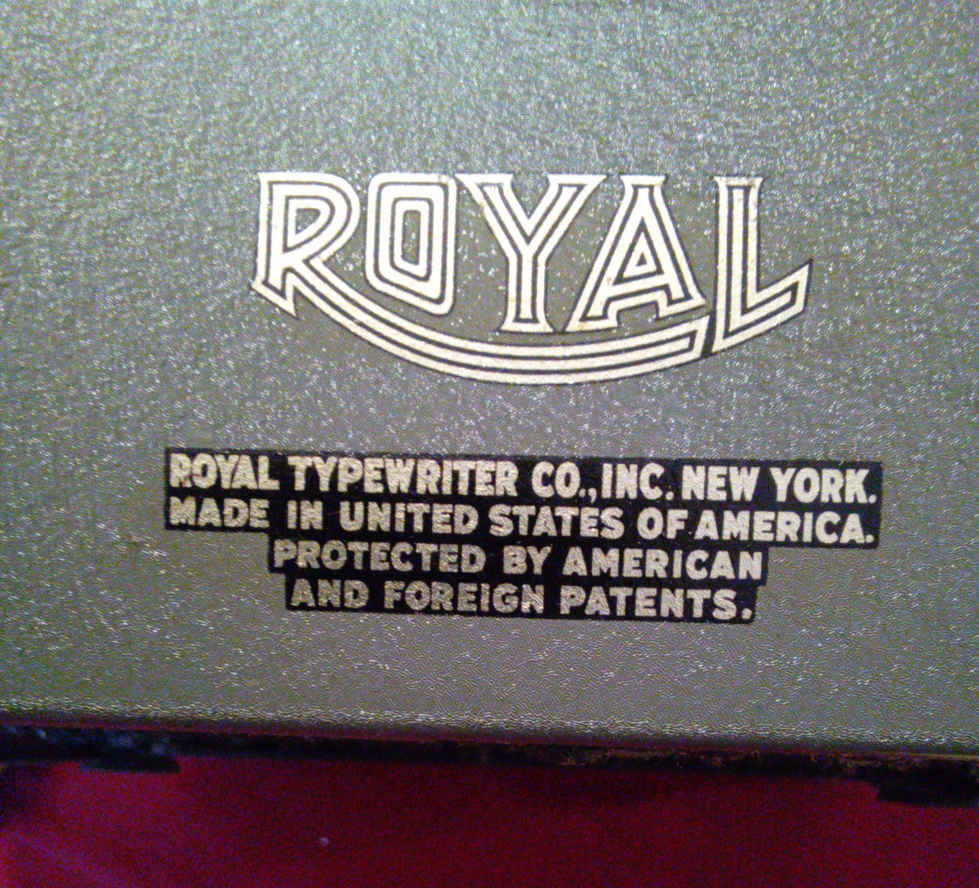 ROYAL
ROYAL TYPEWRITER CO., INC. NEW YORK.
MADE IN UNITED STATES OF AMERICA.
PROTECTED BY AMERICAN
AND FOREIGN PATENTS.